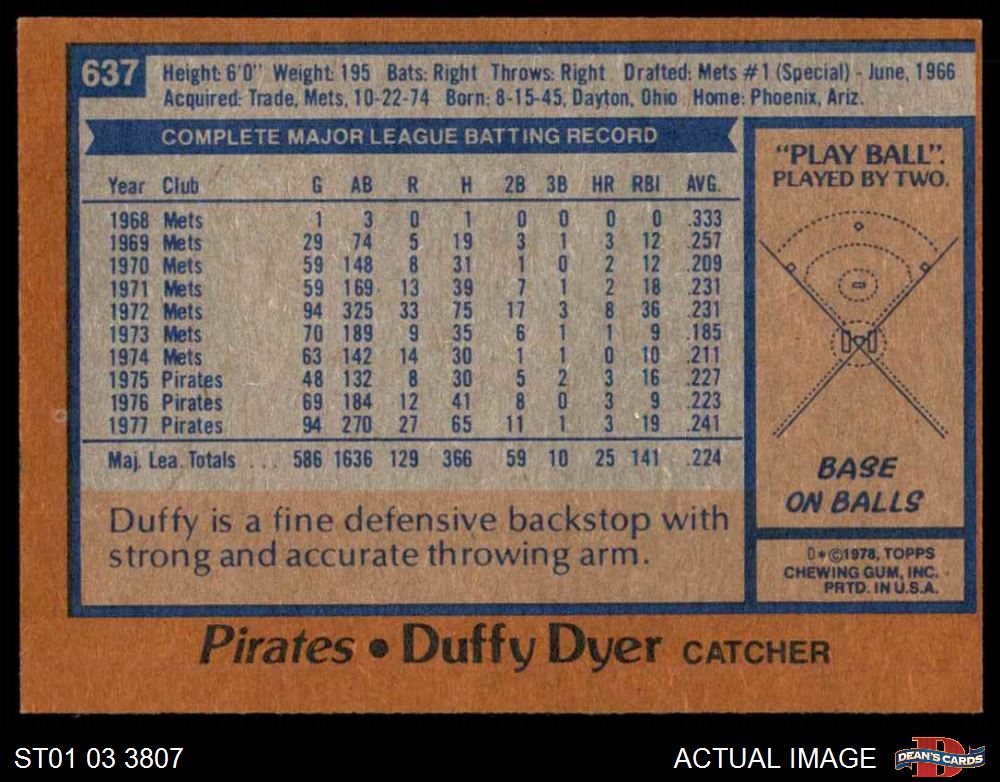 637
Height: 6'0" Weight: 195 Bats: Right Throws: Right Drafted: Mets #1 (Special) - June, 1966
Acquired: Trade, Mets, 10-22-74 Born: 8-15-45, Dayton, Ohio Home: Phoenix, Ariz.
COMPLETE MAJOR LEAGUE BATTING RECORD
Year Club G AB R H 2B 3B HR RBI AVG.
1968 Mets 1 3 0 1 0 0 0 0 .333
1969 Mets 29 74 5 19 3 1 3 12 .257
1970 Mets 59 148 8 31 1 0 2 12 .209
1971 Mets 59 169 13 39 7 1 2 18 .231
1972 Mets 94 325 33 75 17 3 8 36 .231
1973 Mets 70 189 9 35 6 1 1 9 .185
1974 Mets 63 142 14 30 1 1 0 10 .211
1975 Pirates 48 132 8 30 5 2 3 16 .227
1976 Pirates 69 184 12 41 8 0 3 9 .223
1977 Pirates 94 270 27 65 11 1 3 19 .241
Maj. Lea. Totals ... 586 1636 129 366 59 10 25 141 .224
Duffy is a fine defensive backstop with
strong and accurate throwing arm.
"PLAY BALL".
PLAYED BY TWO.
BASE
ON BALLS
0*©1978, TOPPS
CHEWING GUM, INC.
PRTD. IN U.S.A.
Pirates • Duffy Dyer CATCHER
ST01 03 3807
ACTUAL IMAGE
D
DEAN'S CARDS